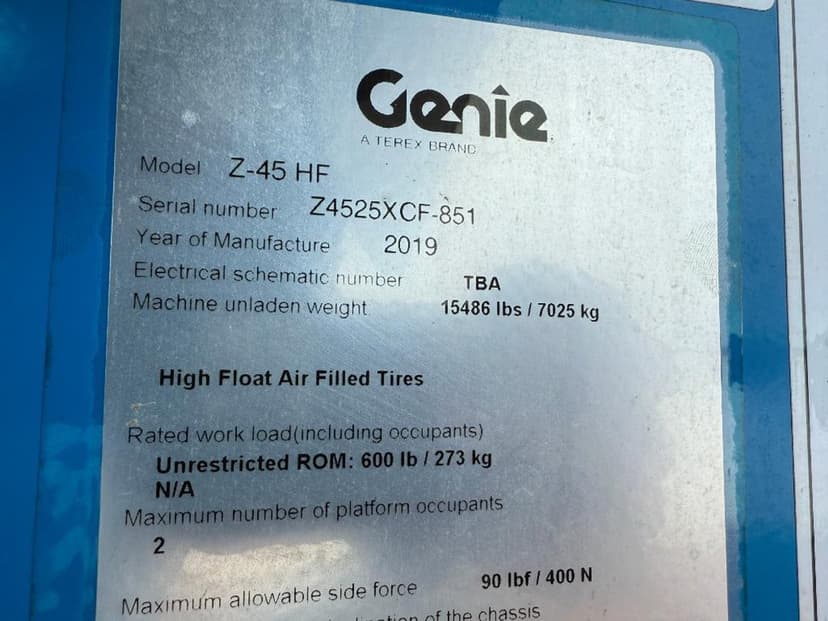 Genie
A TEREX BRAND
Model Z-45 HF
Serial number Z4525XCF-851
Year of Manufacture 2019
Electrical schematic number TBA
Machine unladen weight 15486 lbs / 7025 kg
High Float Air Filled Tires
Rated work load(including occupants)
Unrestricted ROM: 600 lb / 273 kg
N/A
Maximum number of platform occupants
2
Maximum allowable side force 90 lbf / 400 N
of the chassis